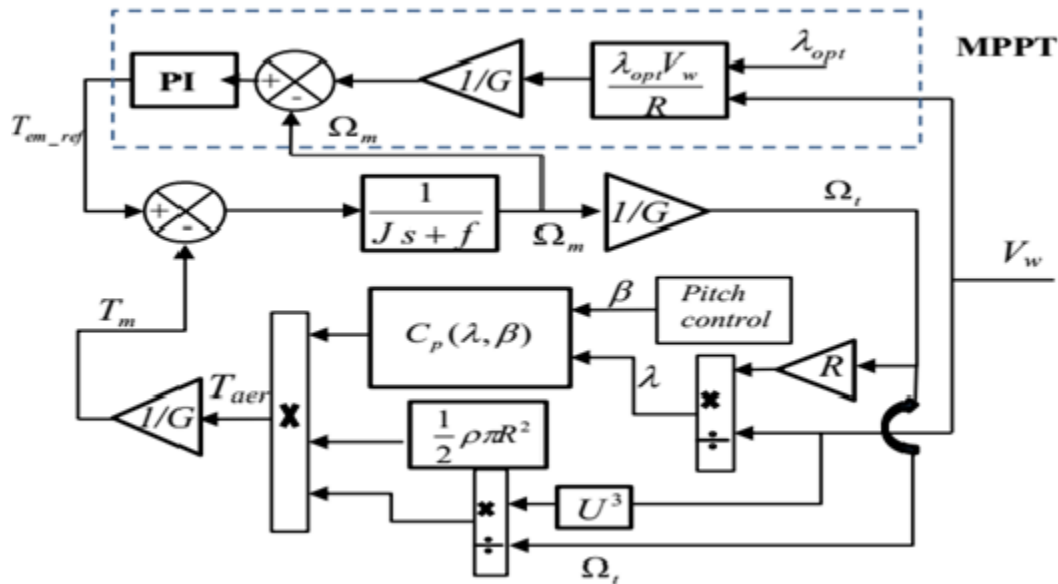 MPPT
PI
+
-
1/G
λ_opt V_w / R
λ_opt
T_em_ref
Ω_m
+
-
1 / (J s + f)
Ω_m
1/G
Ω_t
V_w
T_m
C_p (λ, β)
β
Pitch
control
λ
R
×
÷
1/G
T_aer
X
1/2 ρπR²
×
÷
U³
Ω_t